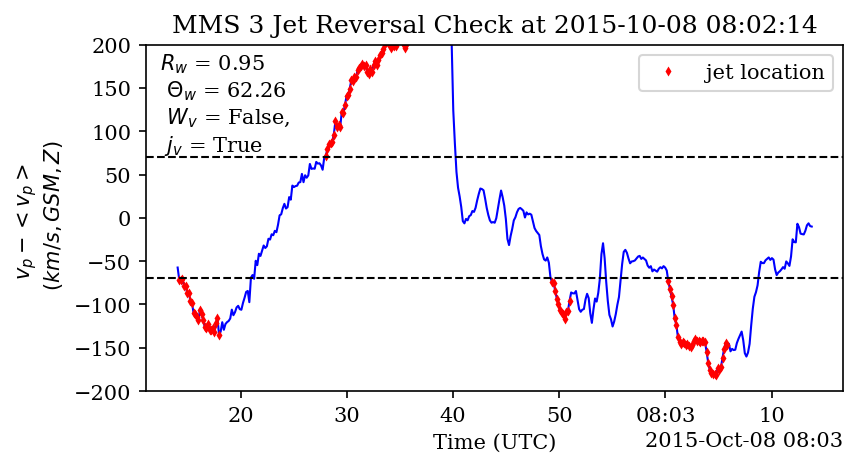 MMS 3 Jet Reversal Check at 2015-10-08 08:02:14
R_w = 0.95
Θ_w = 62.26
W_v = False,
j_v = True
jet location
200
150
100
50
0
−50
−100
−150
−200
v_p − < v_p >
(km/s, GSM, Z)
20
30
40
50
08:03
10
Time (UTC)
2015-Oct-08 08:03